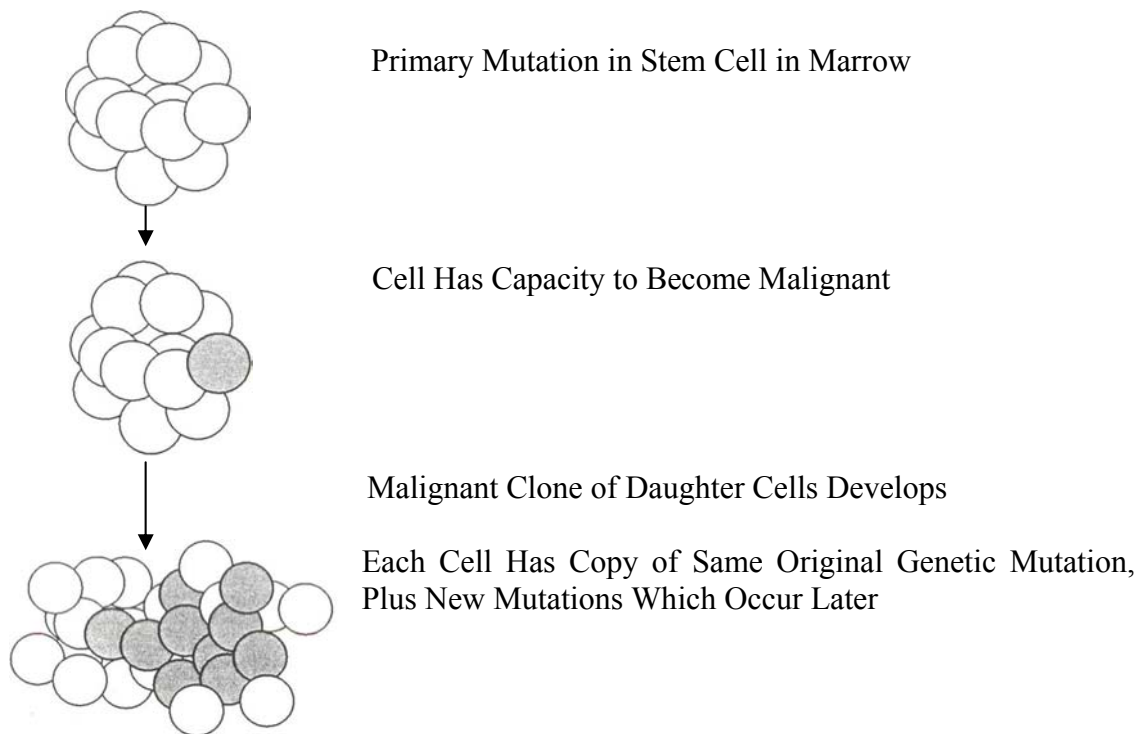 Primary Mutation in Stem Cell in Marrow
Cell Has Capacity to Become Malignant
Malignant Clone of Daughter Cells Develops
Each Cell Has Copy of Same Original Genetic Mutation,
Plus New Mutations Which Occur Later